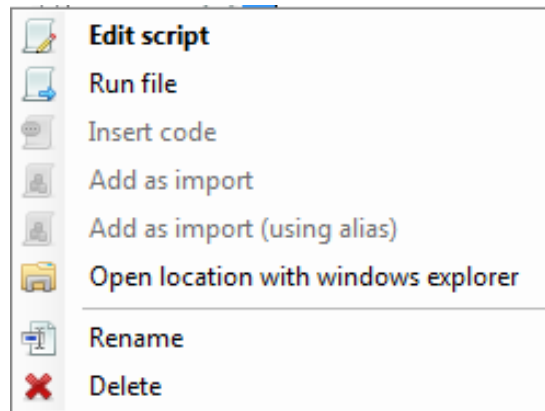 Edit script
Run file
Insert code
Add as import
Add as import (using alias)
Open location with windows explorer
Rename
Delete